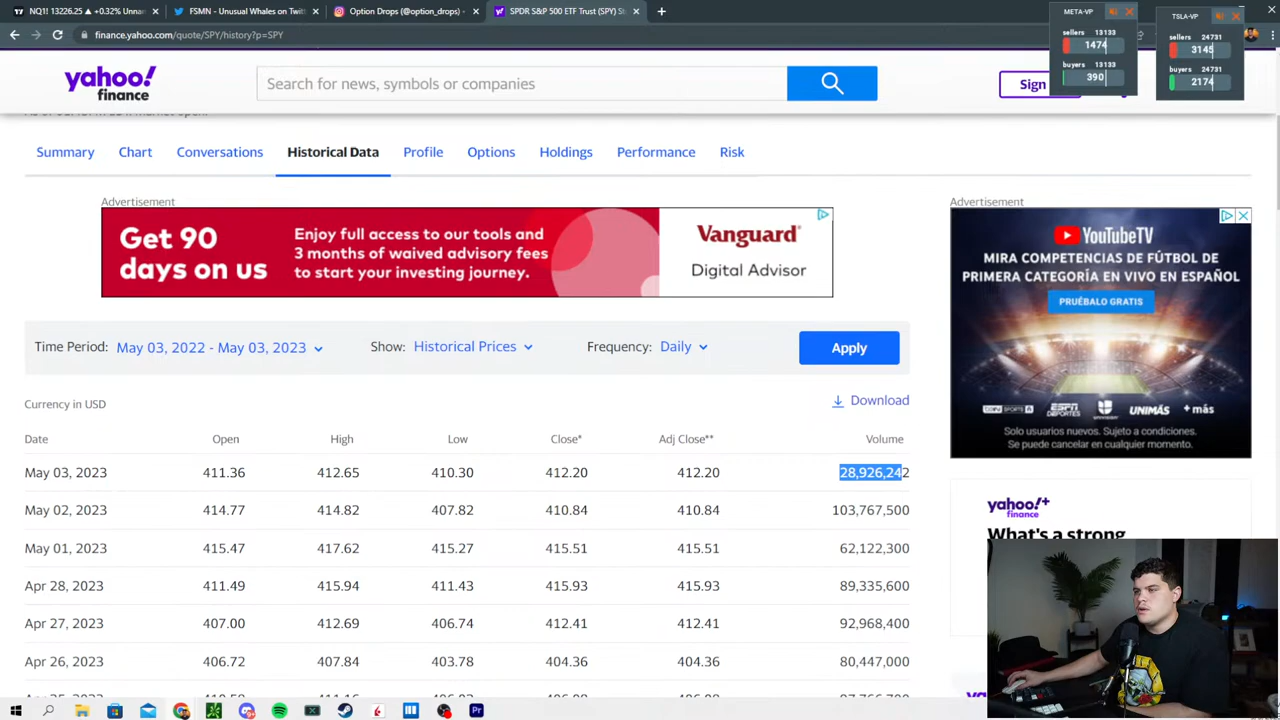 NQ1! 13226.25 ▲ +0.32% Unnar
FSMN - Unusual Whales on Twit
Option Drops (@option_drops) •
SPDR S&P 500 ETF Trust (SPY) St
finance.yahoo.com/quote/SPY/history?p=SPY
META-VP
sellers 13133
1474
buyers 13133
390
TSLA-VP
sellers 24731
3145
buyers 24731
2174
yahoo!
finance
Search for news, symbols or companies
Sign
Summary Chart Conversations Historical Data Profile Options Holdings Performance Risk
Advertisement
Get 90
days on us
Enjoy full access to our tools and
3 months of waived advisory fees
to start your investing journey.
Vanguard
Digital Advisor
Advertisement
YouTubeTV
MIRA COMPETENCIAS DE FÚTBOL DE
PRIMERA CATEGORÍA EN VIVO EN ESPAÑOL
PRUÉBALO GRATIS
ESPN DEPORTES UNIMÁS + más
Solo usuarios nuevos. Sujeto a condiciones.
Se puede cancelar en cualquier momento.
Time Period: May 03, 2022 - May 03, 2023 Show: Historical Prices Frequency: Daily Apply
Currency in USD Download
Date Open High Low Close* Adj Close** Volume
May 03, 2023 411.36 412.65 410.30 412.20 412.20 28,926,242
May 02, 2023 414.77 414.82 407.82 410.84 410.84 103,767,500
May 01, 2023 415.47 417.62 415.27 415.51 415.51 62,122,300
Apr 28, 2023 411.49 415.94 411.43 415.93 415.93 89,335,600
Apr 27, 2023 407.00 412.69 406.74 412.41 412.41 92,968,400
Apr 26, 2023 406.72 407.84 403.78 404.36 404.36 80,447,000
yahoo!+
finance
What's a strong